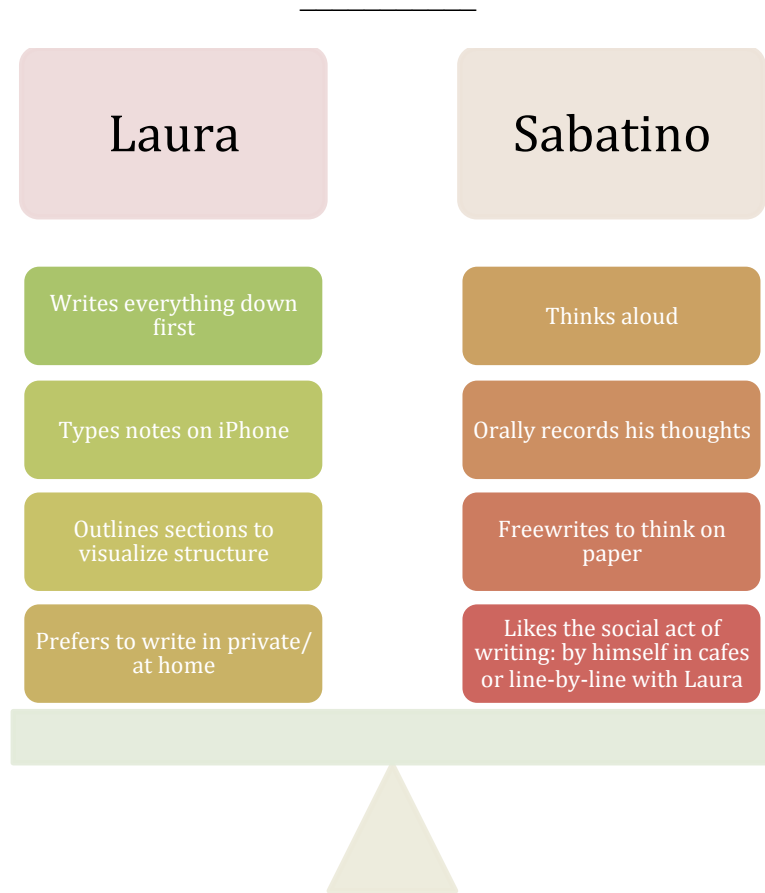 Laura
Sabatino
Writes everything down
first
Thinks aloud
Types notes on iPhone
Orally records his thoughts
Outlines sections to
visualize structure
Freewrites to think on
paper
Prefers to write in private/
at home
Likes the social act of
writing: by himself in cafes
or line-by-line with Laura